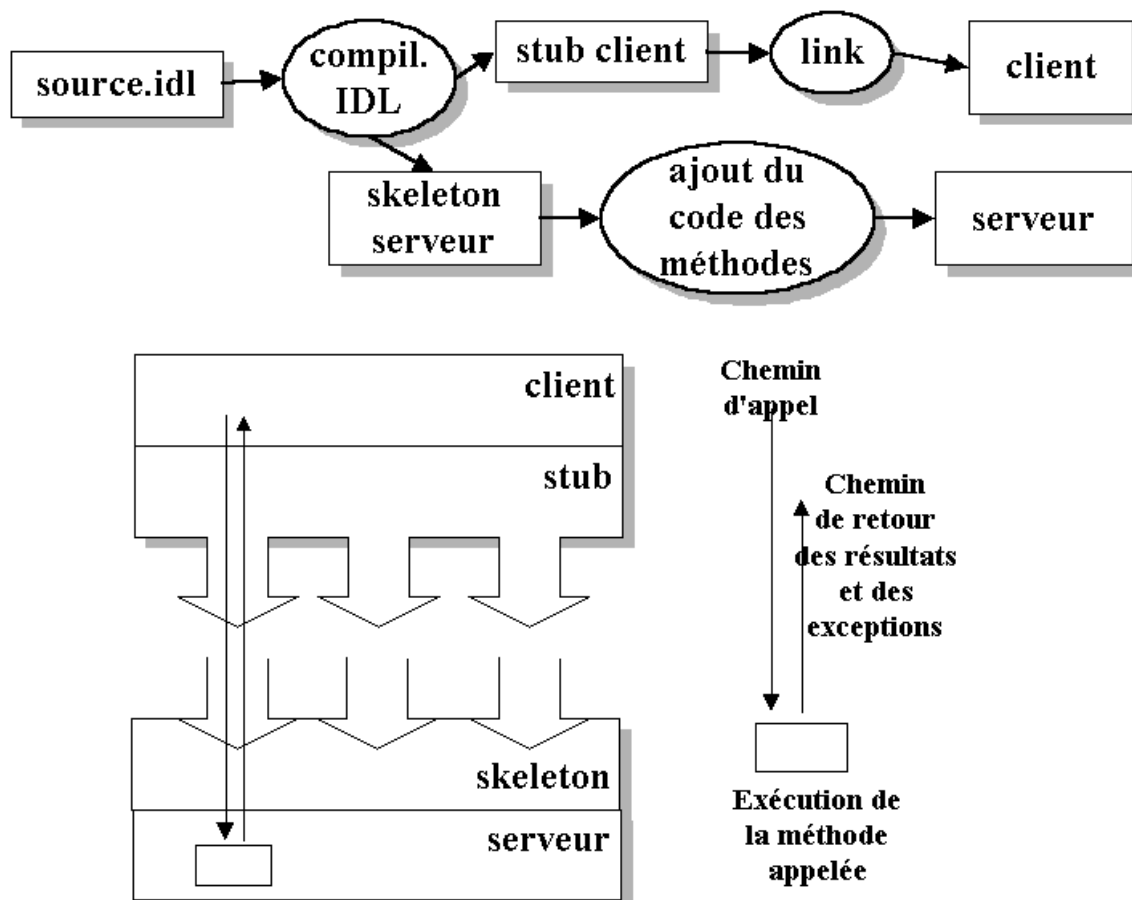 source.idl
compil.
IDL
stub client
link
client
skeleton
serveur
ajout du
code des
méthodes
serveur
client
stub
skeleton
serveur
Chemin
d'appel
Chemin
de retour
des résultats
et des
exceptions
Exécution de
la méthode
appelée